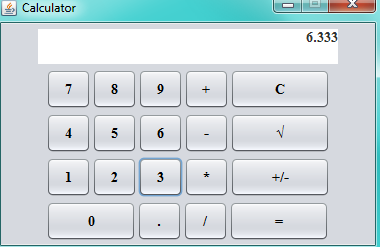 Calculator
6.333
7 8 9 + C
4 5 6 - √
1 2 3 * +/-
0 . / =